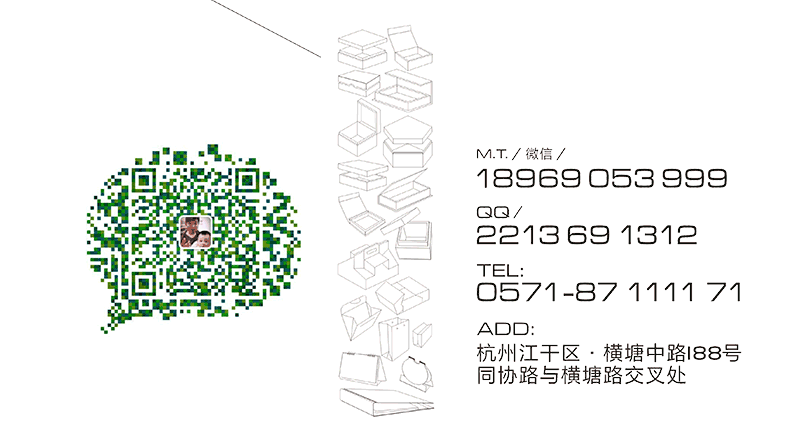 M.T. / 微信 /
18969 053 999
QQ /
2213 69 1312
TEL:
0571-87 1111 71
ADD:
杭州江干区·横塘中路188号
同协路与横塘路交叉处